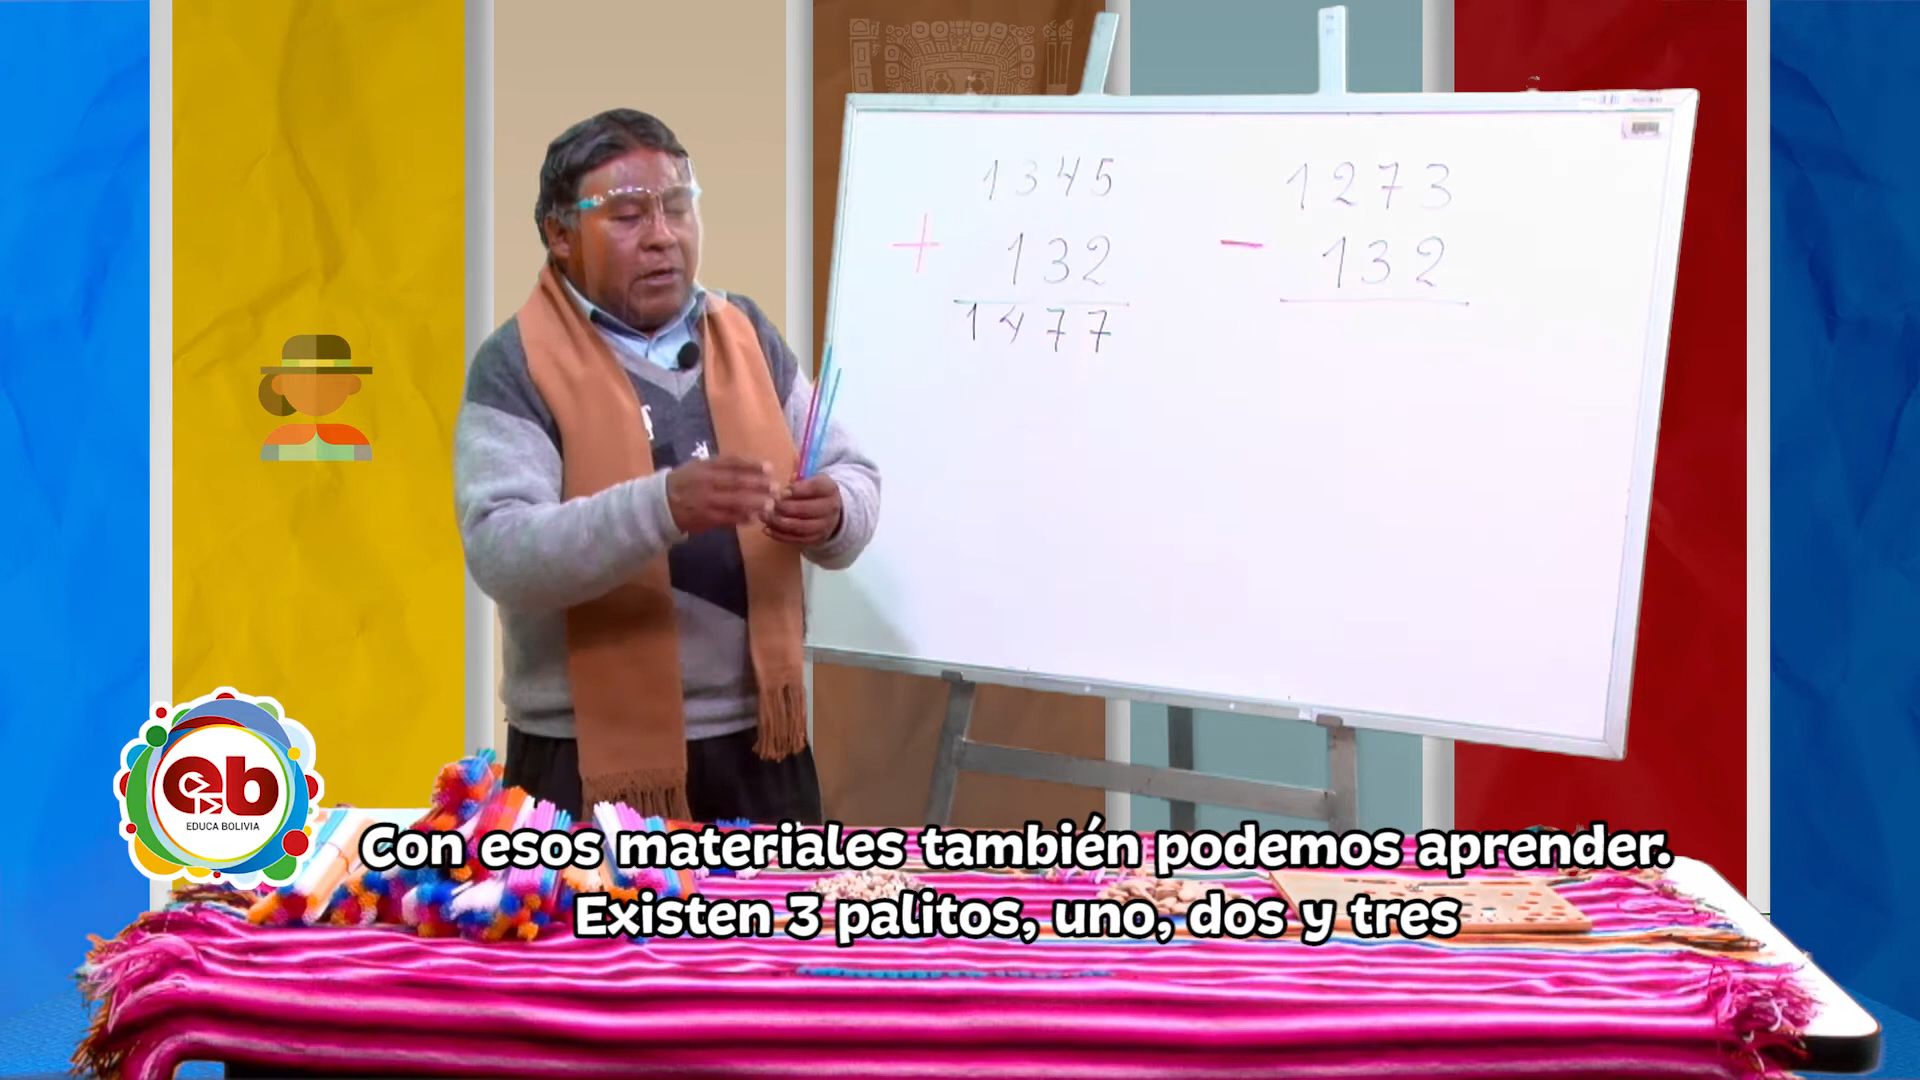 1345
+ 132
1477
1273
- 132
eb
EDUCA BOLIVIA
Con esos materiales también podemos aprender.
Existen 3 palitos, uno, dos y tres